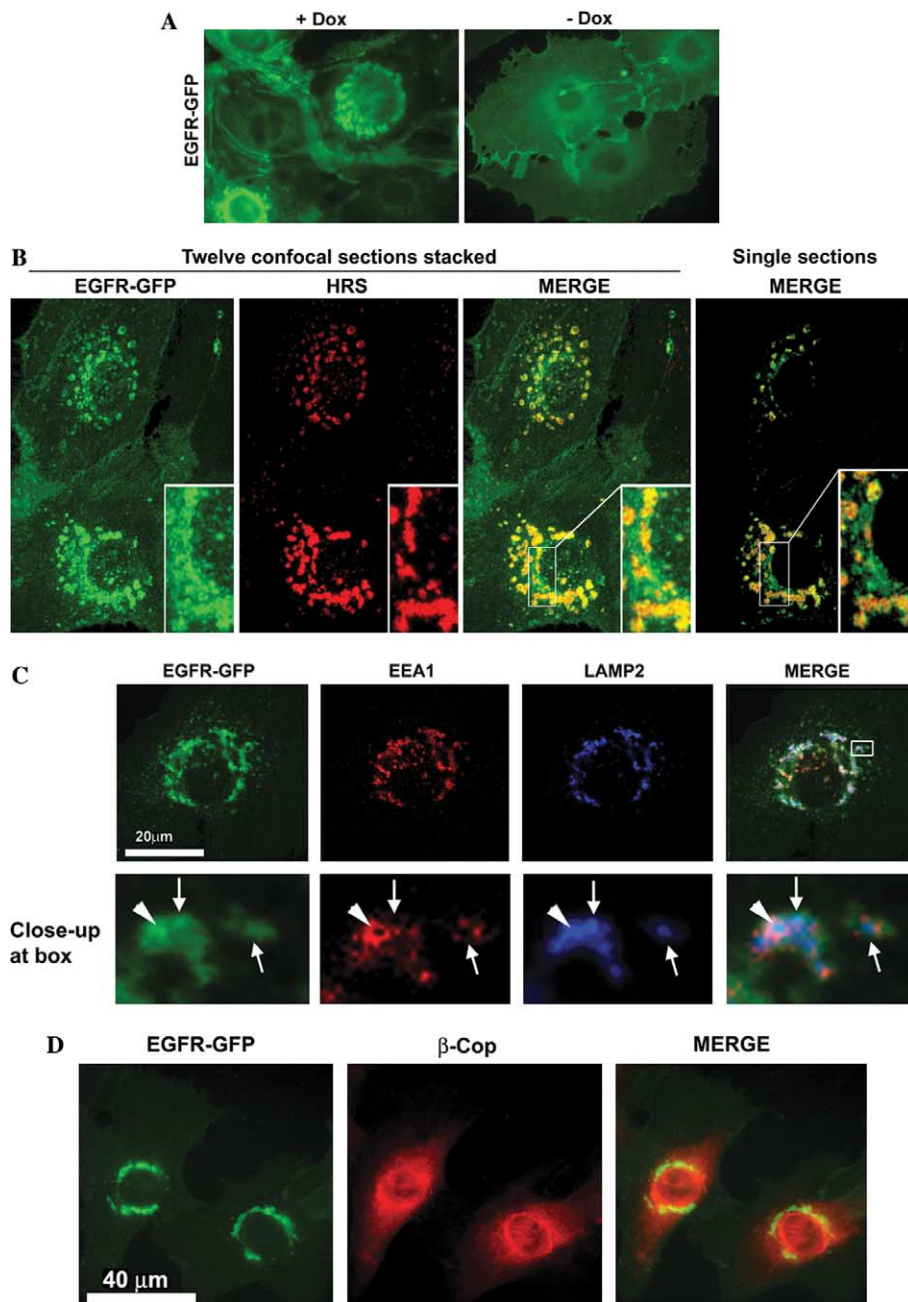 A
+ Dox
- Dox
EGFR-GFP
B
Twelve confocal sections stacked
Single sections
EGFR-GFP
HRS
MERGE
MERGE
C
EGFR-GFP
EEA1
LAMP2
MERGE
20μm
Close-up
at box
D
EGFR-GFP
β-Cop
MERGE
40 μm